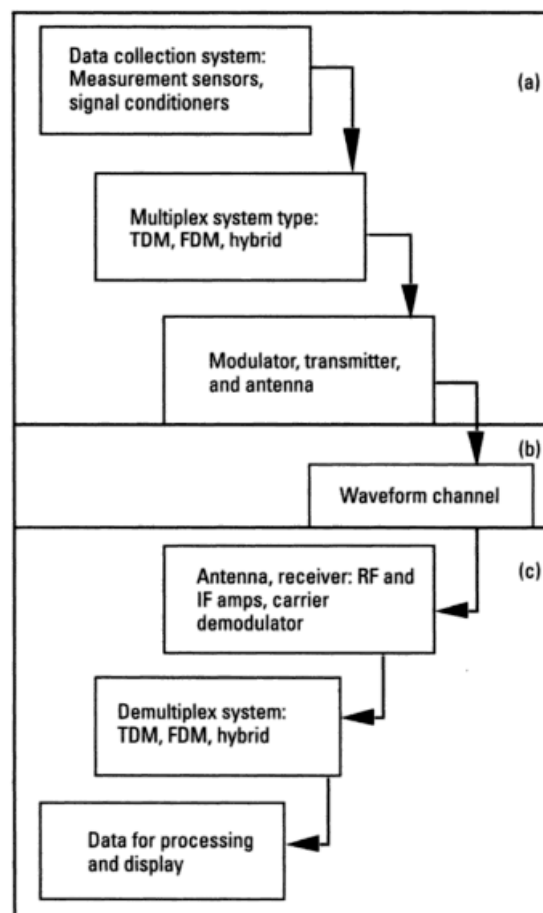 Data collection system:
Measurement sensors,
signal conditioners
(a)
Multiplex system type:
TDM, FDM, hybrid
Modulator, transmitter,
and antenna
(b)
Waveform channel
Antenna, receiver: RF and
IF amps, carrier
demodulator
(c)
Demultiplex system:
TDM, FDM, hybrid
Data for processing
and display